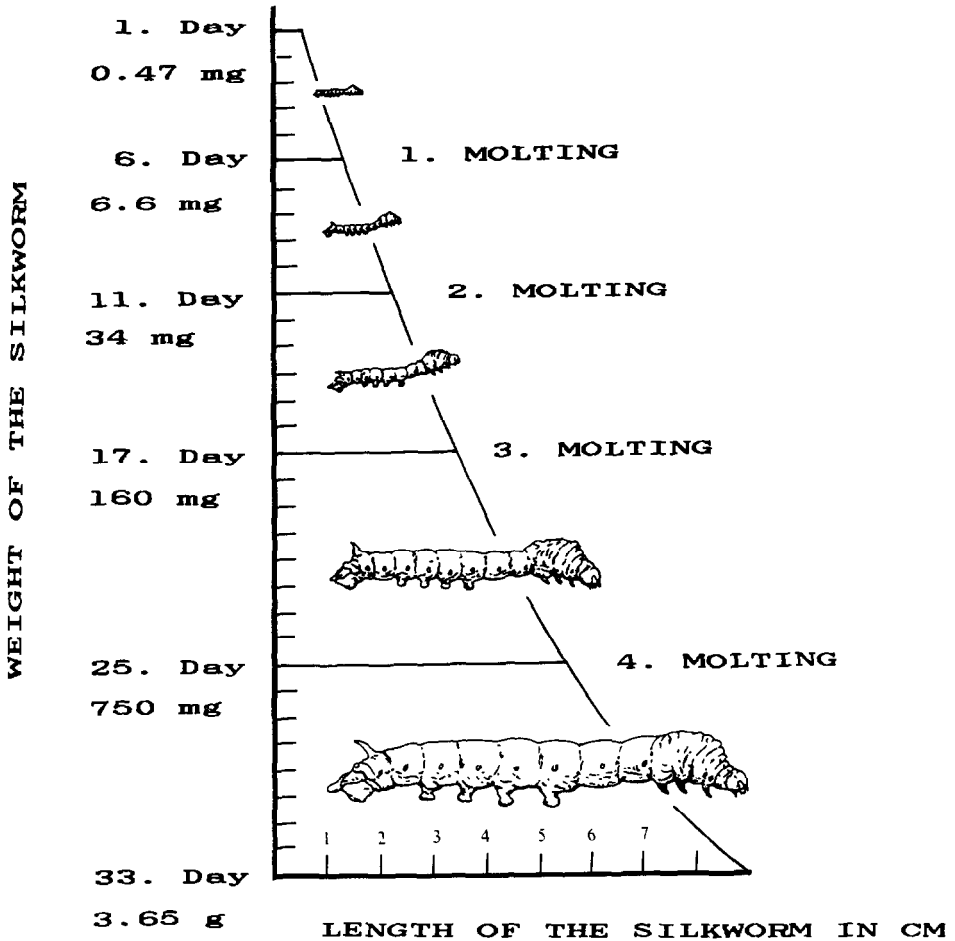 1. Day
0.47 mg
1. MOLTING
6. Day
6.6 mg
2. MOLTING
11. Day
34 mg
3. MOLTING
17. Day
160 mg
4. MOLTING
25. Day
750 mg
1 2 3 4 5 6 7
33. Day
3.65 g
WEIGHT OF THE SILKWORM
LENGTH OF THE SILKWORM IN CM